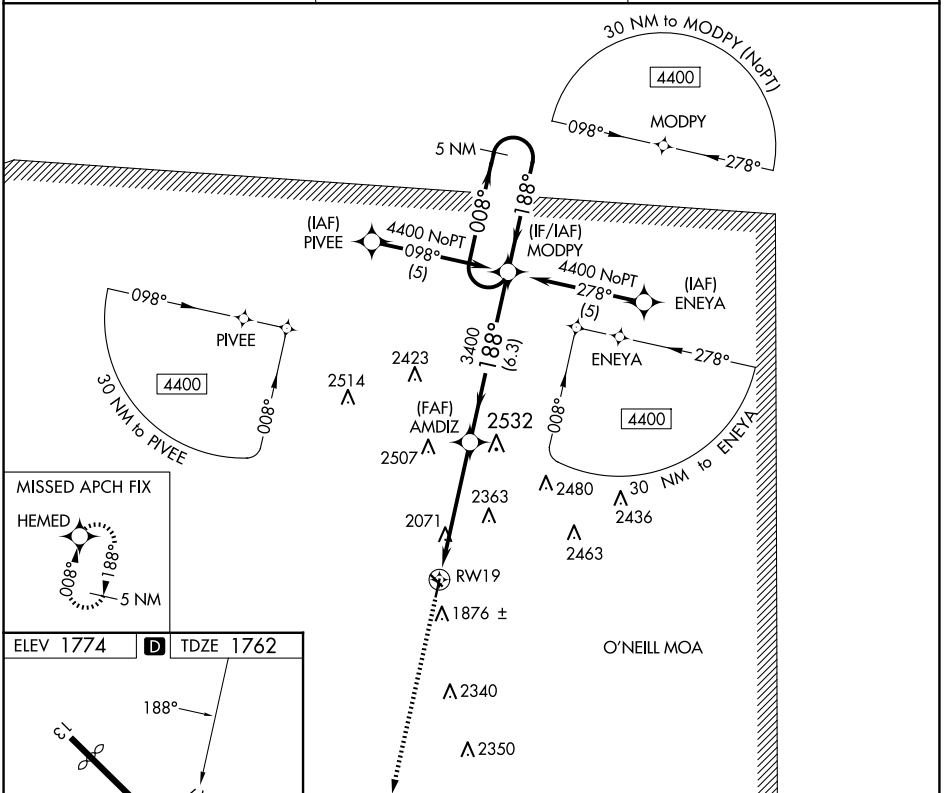 30 NM to MODPY (NoPT)
4400
MODPY
098°
278°
5 NM
008°
188°
(IAF)
PIVEE
4400 NoPT
098°
(5)
(IF/IAF)
MODPY
4400 NoPT
278°
(5)
(IAF)
ENEYA
098°
PIVEE
4400
008°
30 NM to PIVEE
3400
188°
(6.3)
ENEYA
278°
008°
4400
30 NM to ENEYA
2423
2514
(FAF)
AMDIZ
2532
2507
2480
2436
2363
2463
2071
RW19
1876 ±
MISSED APCH FIX
HEMED
008°
188°
5 NM
O'NEILL MOA
ELEV 1774
D
TDZE 1762
188°
2340
2350
13